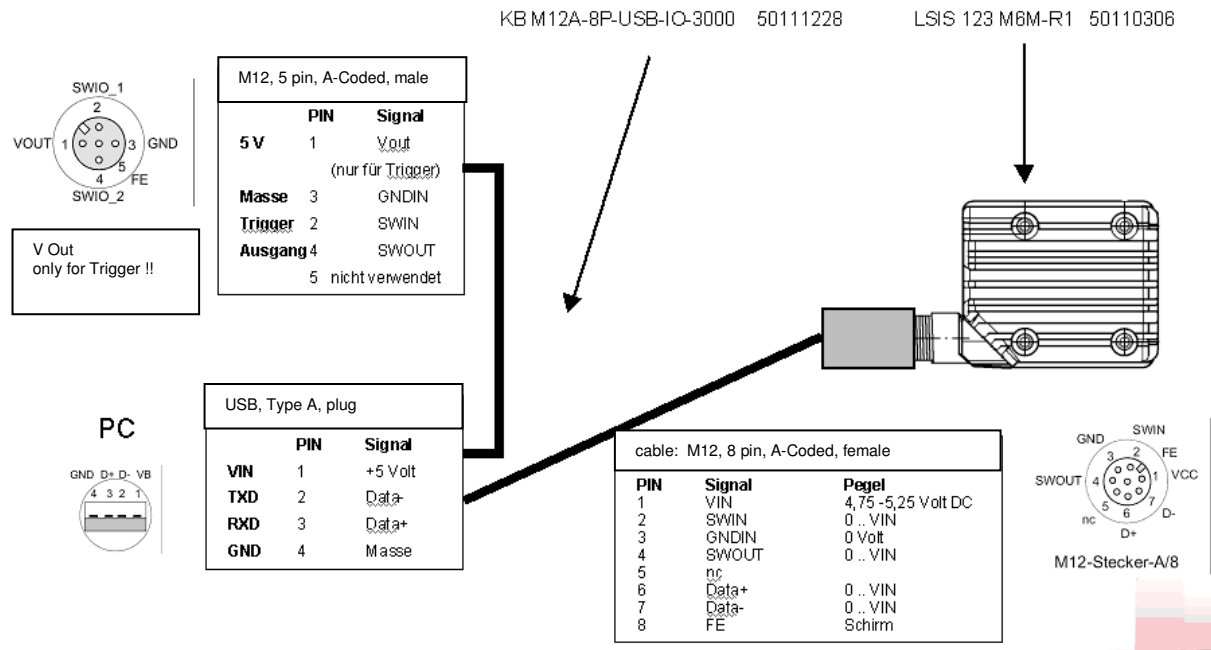 KB M12A-8P-USB-IO-3000 50111228
LSIS 123 M6M-R1 50110306
SWIO_1
2
VOUT 1 3 GND
5
4 FE
SWIO_2
V Out
only for Trigger !!
M12, 5 pin, A-Coded, male
PIN Signal
5 V 1 Vout
(nur für Trigger)
Masse 3 GNDIN
Trigger 2 SWIN
Ausgang 4 SWOUT
5 nicht verwendet
PC
GND D+ D- VB
4 3 2 1
USB, Type A, plug
PIN Signal
VIN 1 +5 Volt
TXD 2 Data-
RXD 3 Data+
GND 4 Masse
cable: M12, 8 pin, A-Coded, female
PIN Signal Pegel
1 VIN 4,75 -5,25 Volt DC
2 SWIN 0 .. VIN
3 GNDIN 0 Volt
4 SWOUT 0 .. VIN
5 nc
6 Data+ 0 .. VIN
7 Data- 0 .. VIN
8 FE Schirm
SWIN
GND
3 2 FE
SWOUT 4 1 VCC
5 7
nc 6 D-
D+
M12-Stecker-A/8